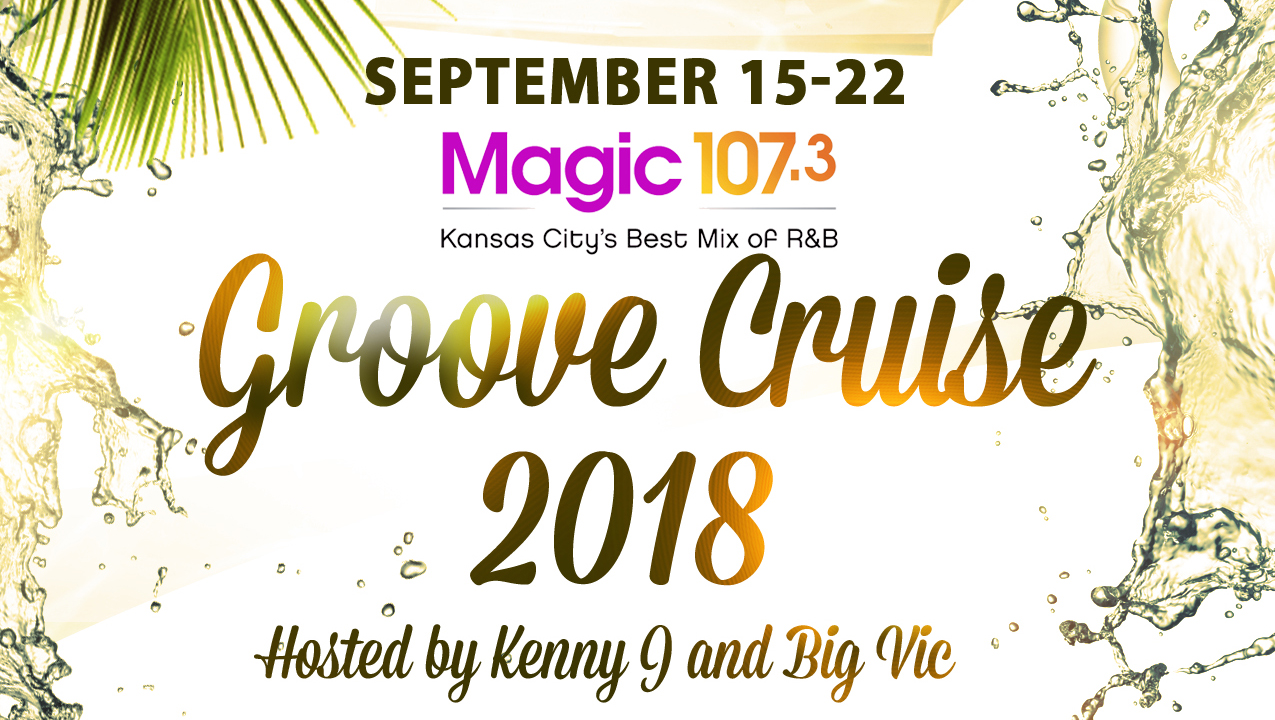 SEPTEMBER 15-22
Magic 107.3
Kansas City's Best Mix of R&B
Groove Cruise
2018
Hosted by Kenny J and Big Vic